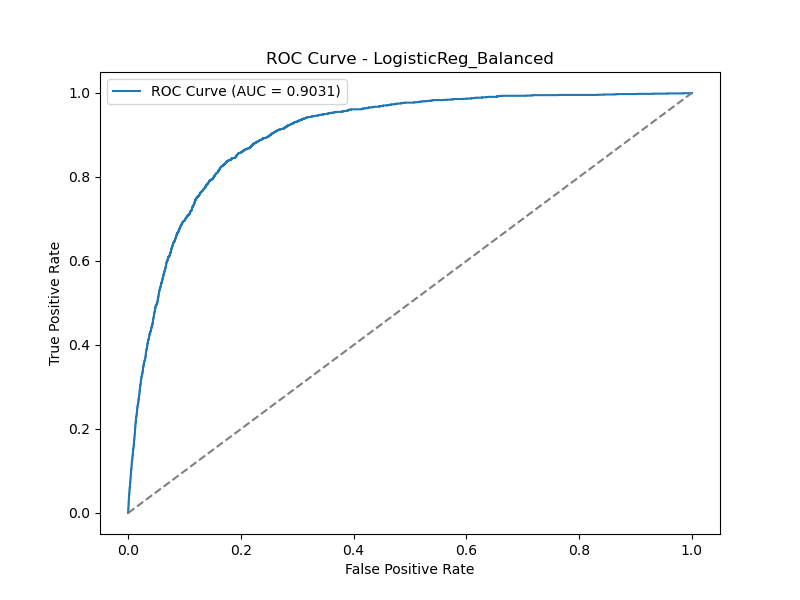 ROC Curve - LogisticReg_Balanced
ROC Curve (AUC = 0.9031)
True Positive Rate
1.0
0.8
0.6
0.4
0.2
0.0
0.0 0.2 0.4 0.6 0.8 1.0
False Positive Rate